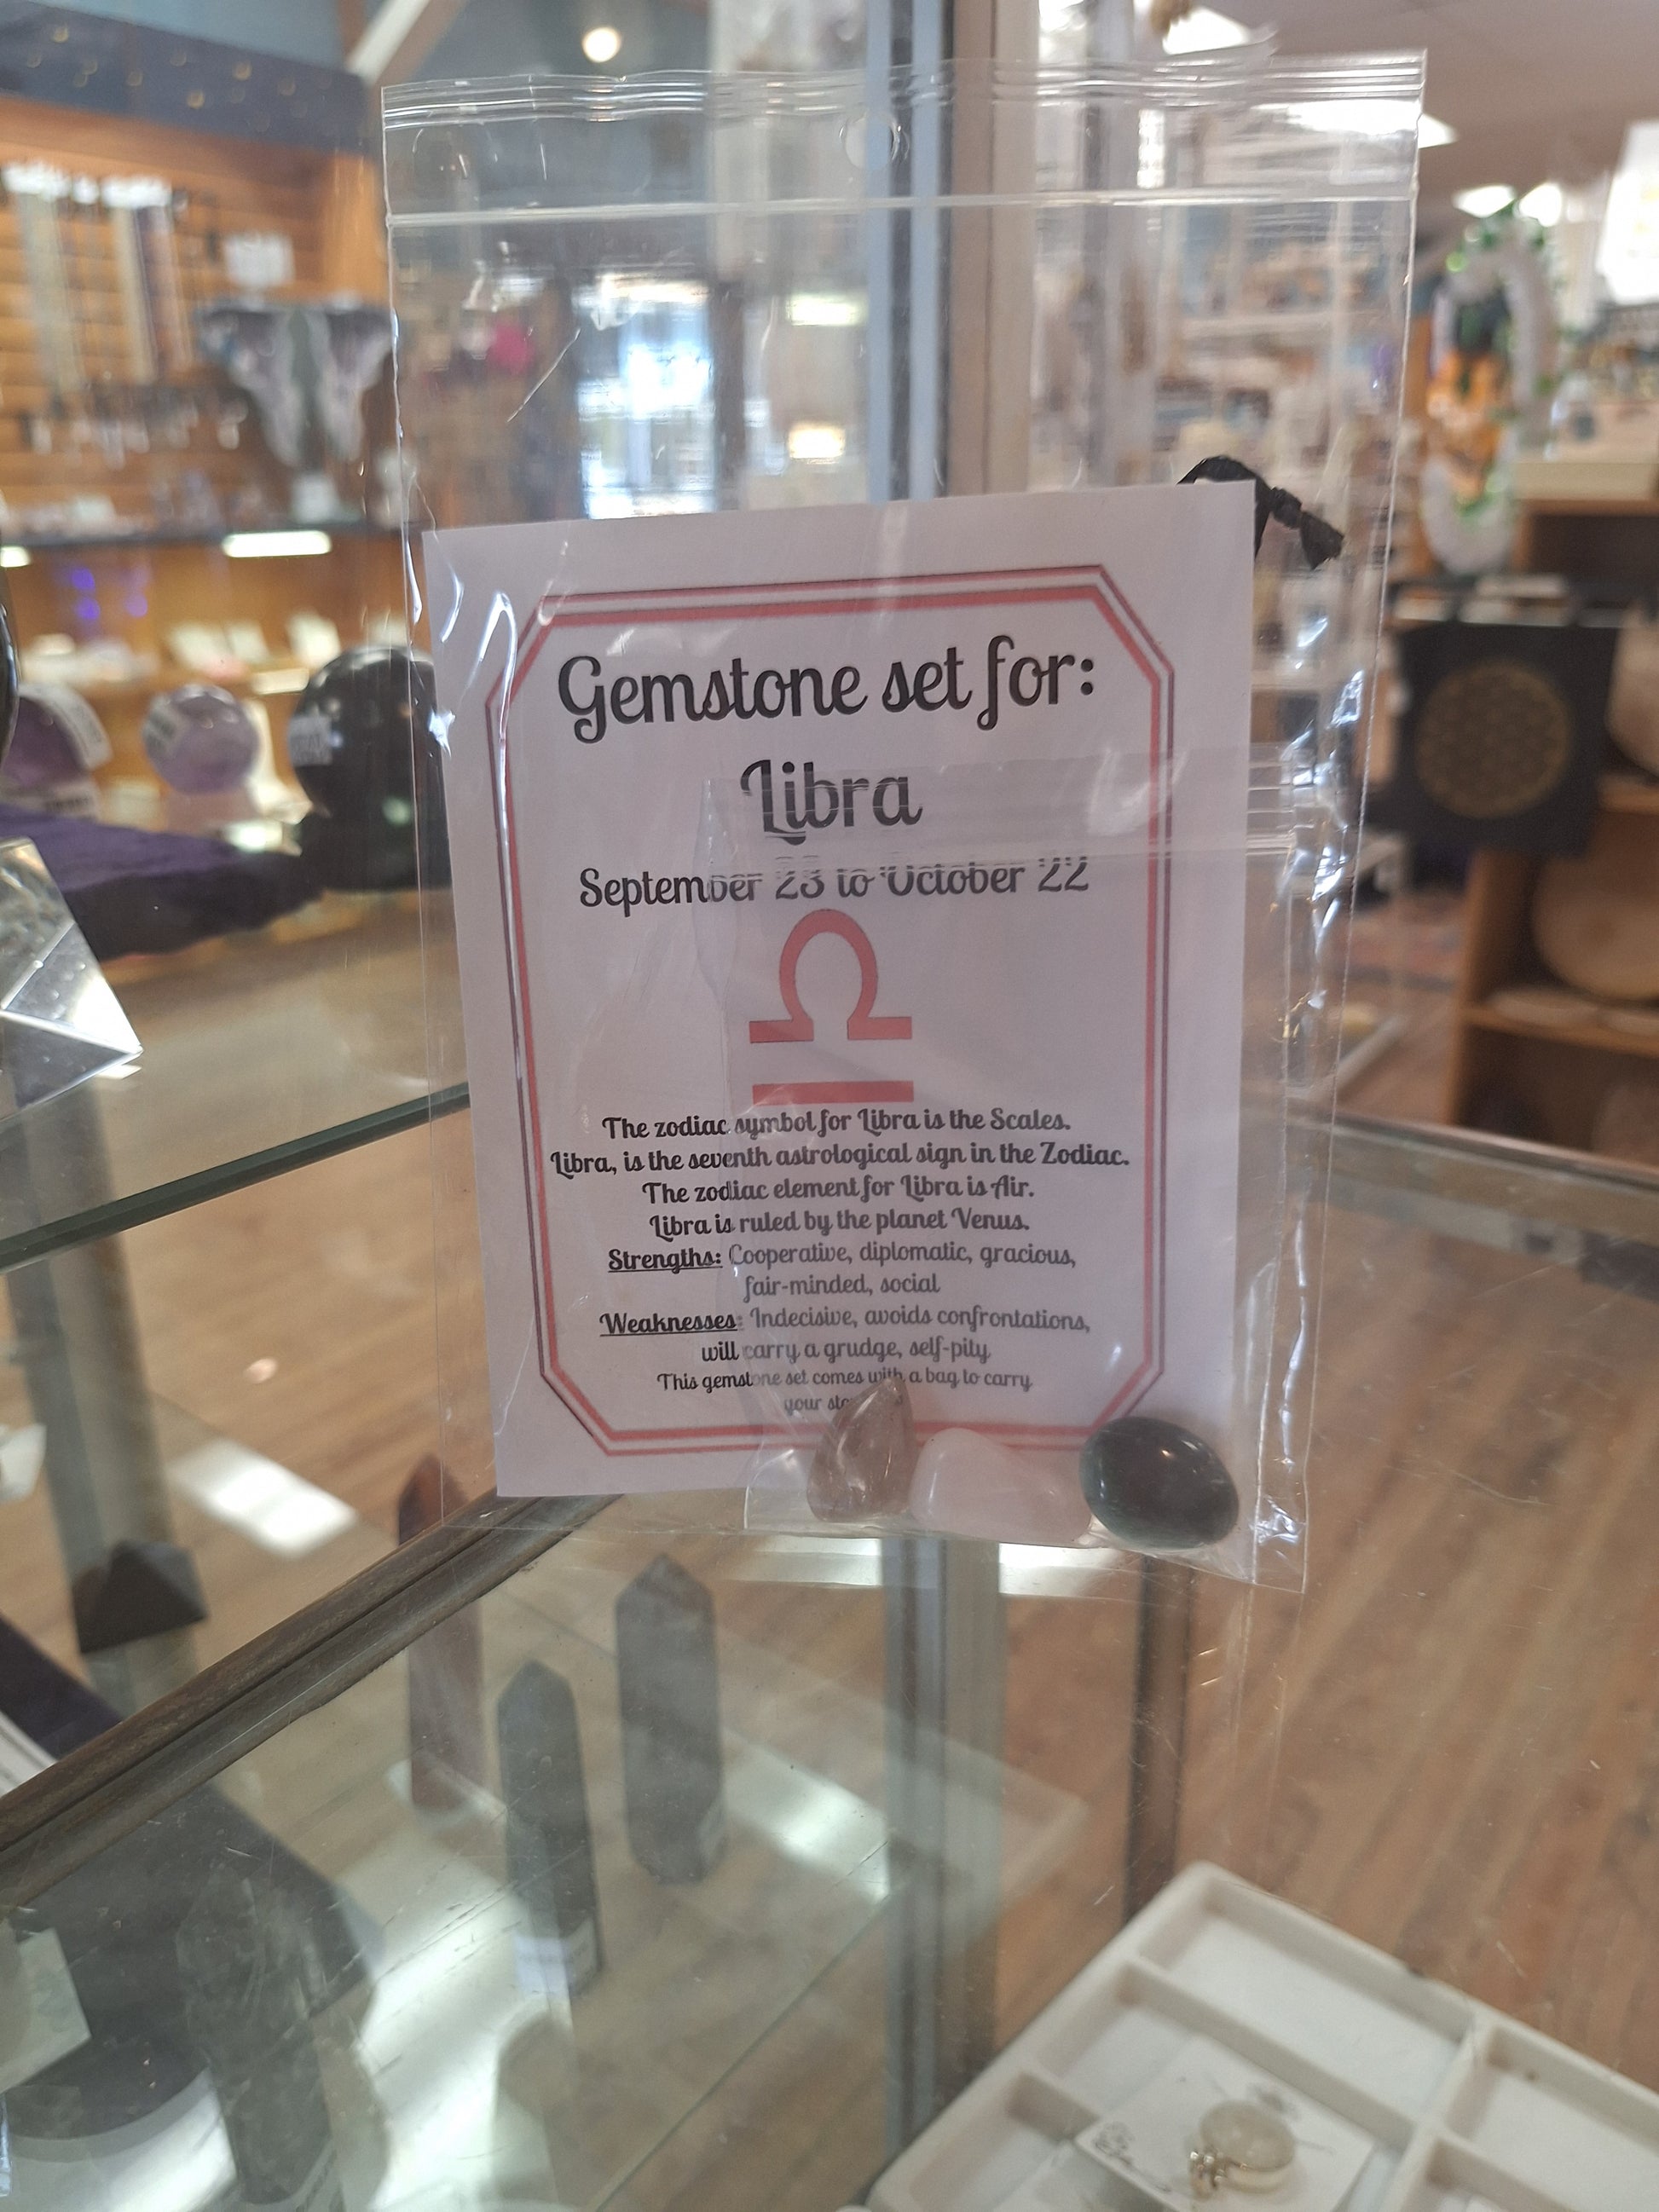 Gemstone set for:
Libra
September 23 to October 22
The zodiac symbol for Libra is the Scales.
Libra, is the seventh astrological sign in the Zodiac.
The zodiac element for Libra is Air.
Libra is ruled by the planet Venus.
Strengths: Cooperative, diplomatic, gracious,
fair-minded, social
Weaknesses: Indecisive, avoids confrontations,
will carry a grudge, self-pity
This gemstone set comes with a bag to carry
your